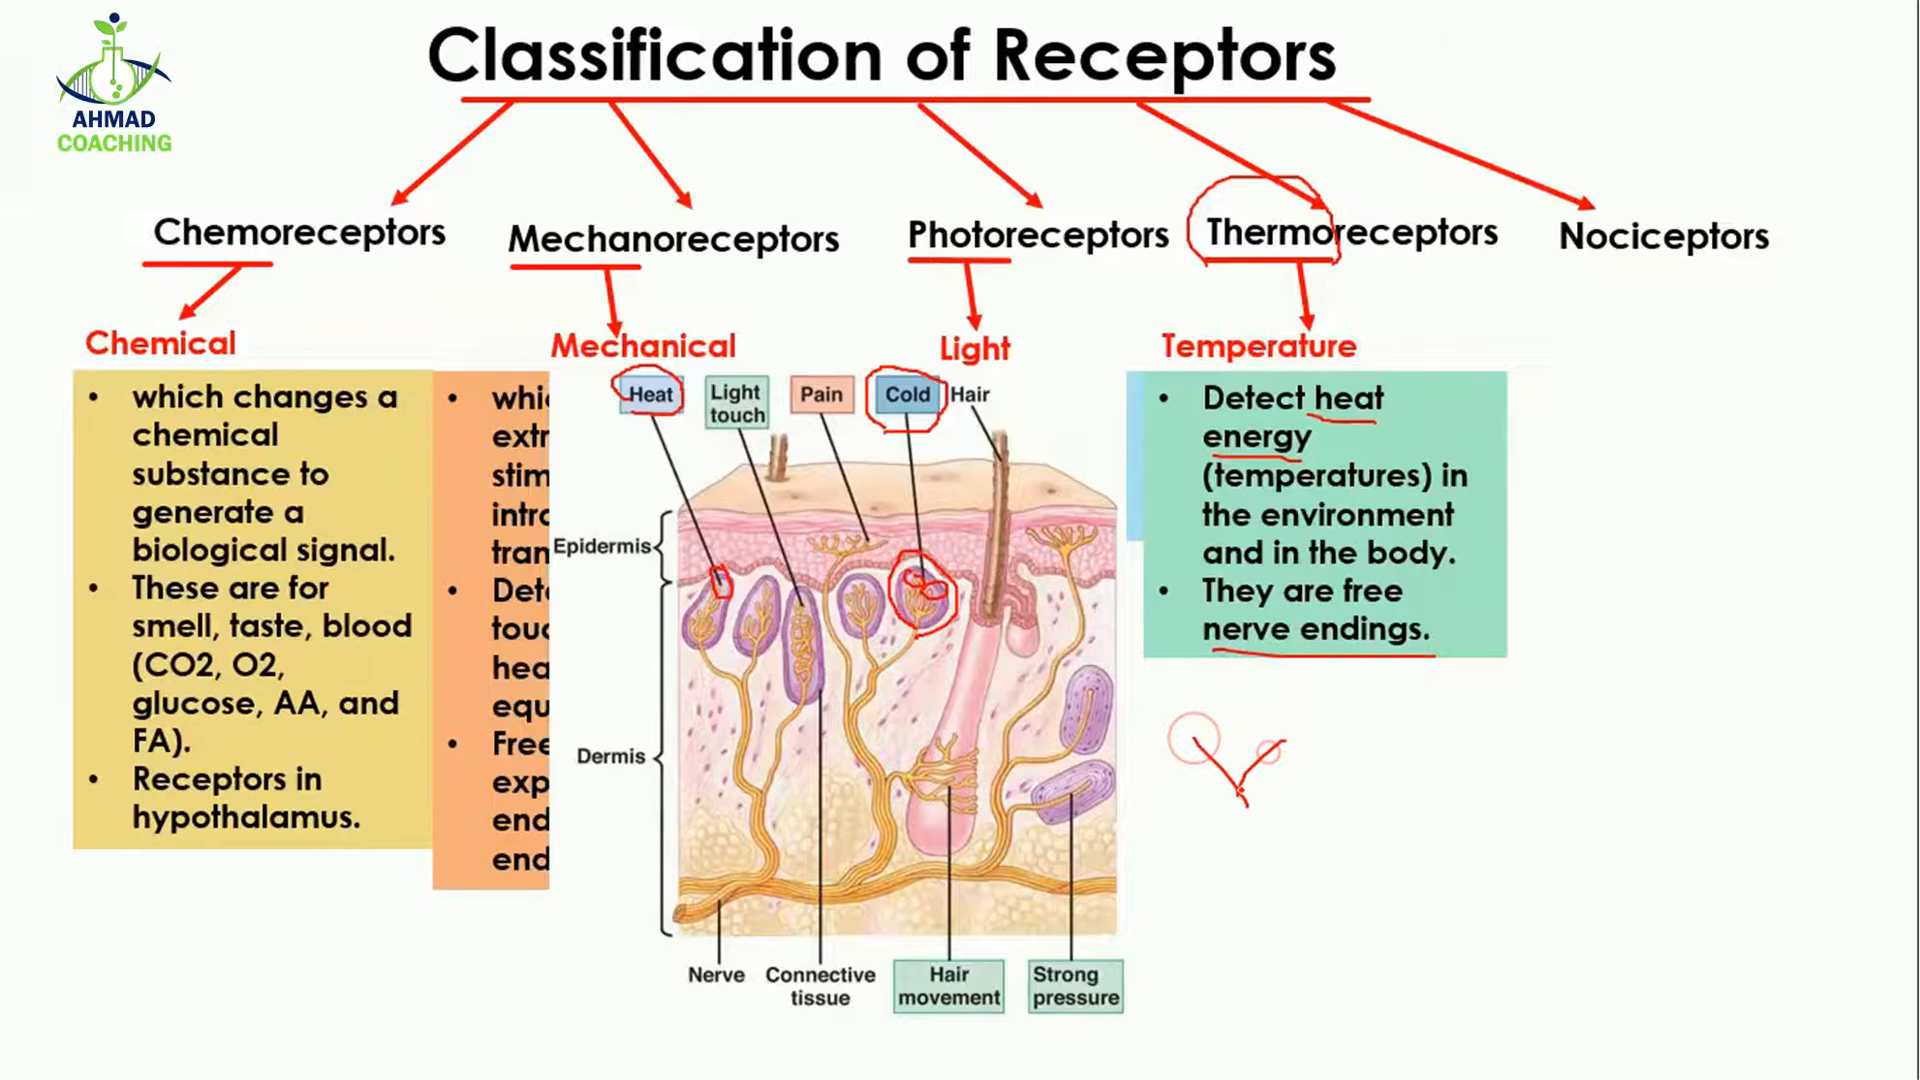 AHMAD
COACHING
Classification of Receptors
Chemoreceptors
Mechanoreceptors
Photoreceptors
Thermoreceptors
Nociceptors
Chemical
Mechanical
Light
Temperature
• which changes a
chemical
substance to
generate a
biological signal.
• These are for
smell, taste, blood
(CO2, O2,
glucose, AA, and
FA).
• Receptors in
hypothalamus.
Heat
Light
touch
Pain
Cold
Hair
Epidermis
Dermis
Nerve
Connective
tissue
Hair
movement
Strong
pressure
• Detect heat
energy
(temperatures) in
the environment
and in the body.
• They are free
nerve endings.